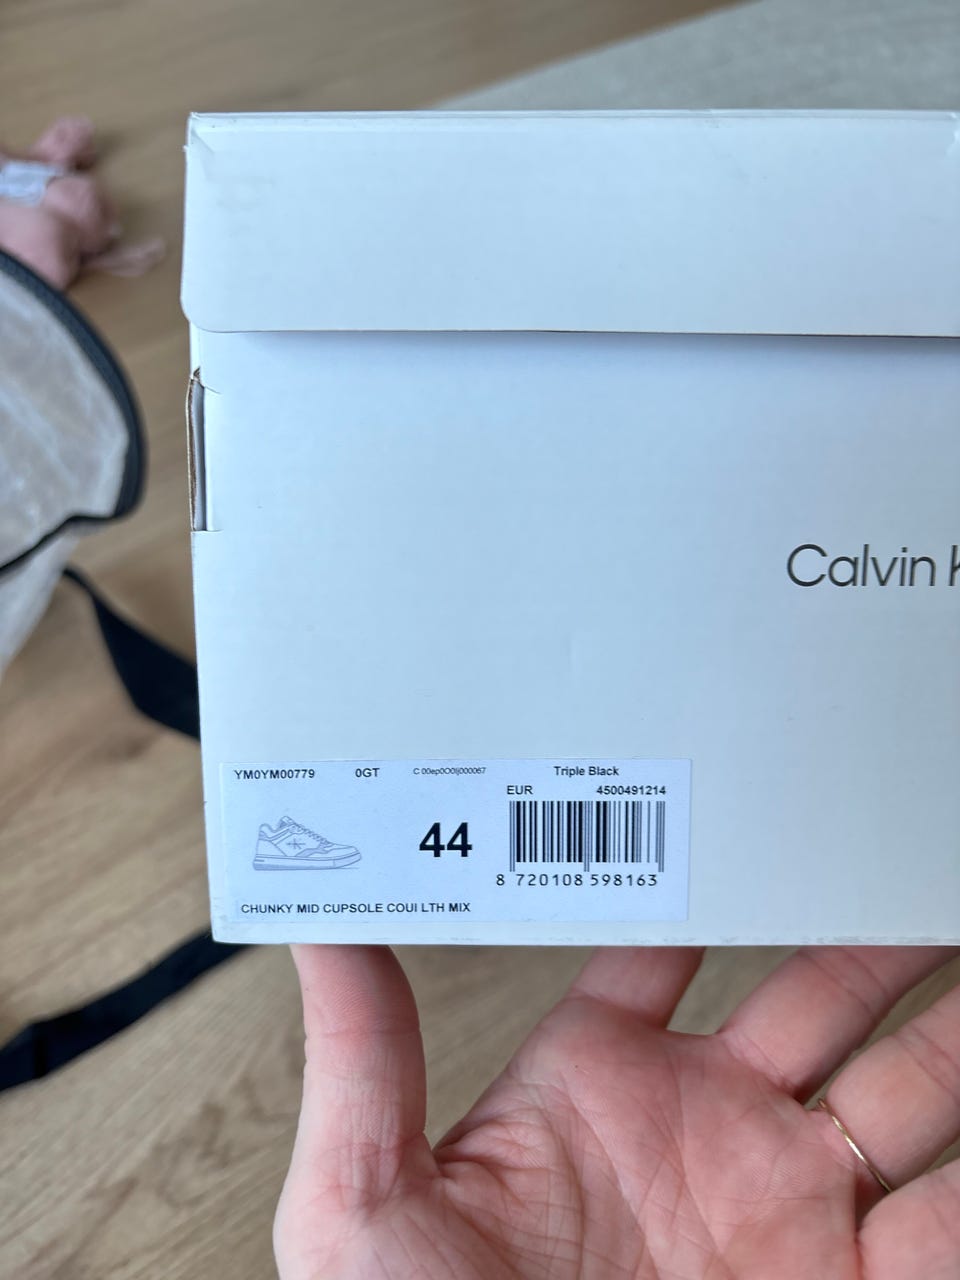 Calvin K
YM0YM00779 0GT Triple Black
EUR 4500491214
44
8 720108 598163
CHUNKY MID CUPSOLE COUI LTH MIX